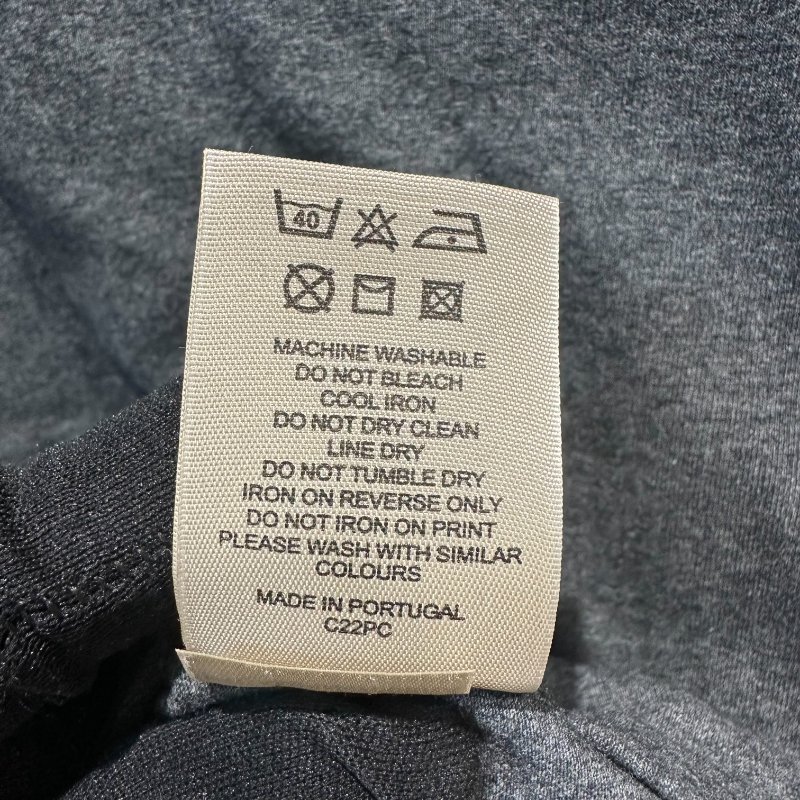 40
MACHINE WASHABLE
DO NOT BLEACH
COOL IRON
DO NOT DRY CLEAN
LINE DRY
DO NOT TUMBLE DRY
IRON ON REVERSE ONLY
DO NOT IRON ON PRINT
PLEASE WASH WITH SIMILAR
COLOURS
MADE IN PORTUGAL
C22PC